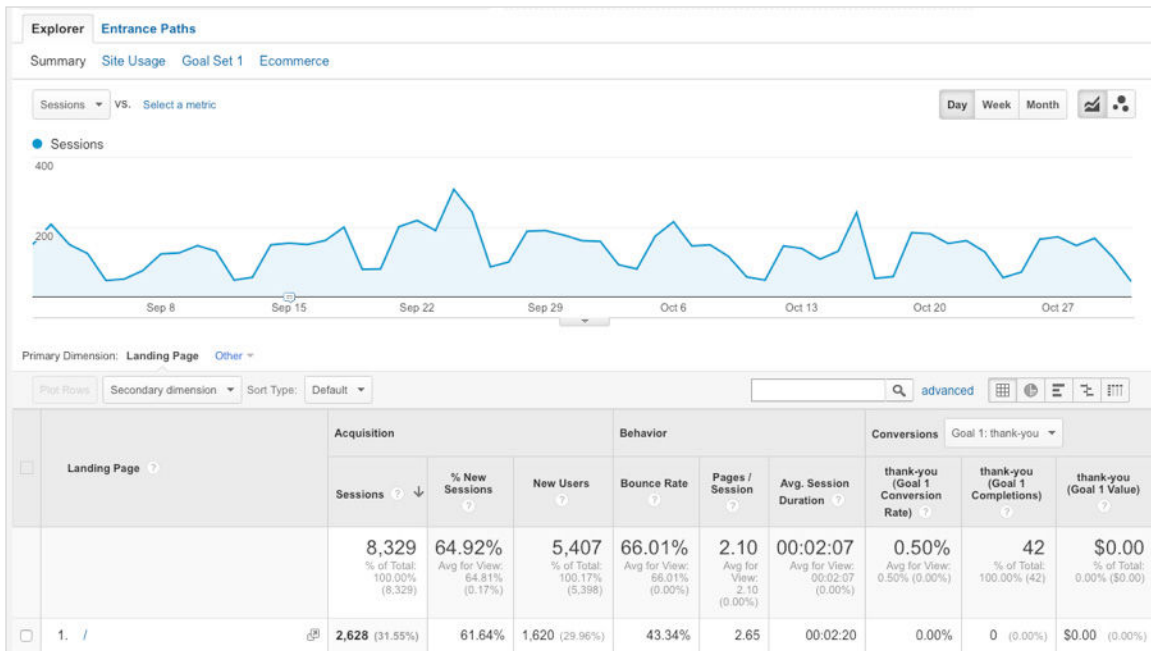 Explorer Entrance Paths
Summary Site Usage Goal Set 1 Ecommerce
Sessions VS. Select a metric Day Week Month
Sessions
400
200
Sep 8 Sep 15 Sep 22 Sep 29 Oct 6 Oct 13 Oct 20 Oct 27
Primary Dimension: Landing Page Other
Plot Rows Secondary dimension Sort Type: Default advanced
Acquisition Behavior Conversions Goal 1: thank-you
Landing Page ?
Sessions ?
% New
Sessions
?
New Users
?
Bounce Rate
?
Pages /
Session
?
Avg. Session
Duration ?
thank-you
(Goal 1
Conversion
Rate) ?
thank-you
(Goal 1
Completions)
?
thank-you
(Goal 1 Value)
?
8,329
% of Total:
100.00%
(8,329)
64.92%
Avg for View:
64.81%
(0.17%)
5,407
% of Total:
100.17%
(5,398)
66.01%
Avg for View:
66.01%
(0.00%)
2.10
Avg for
View:
2.10
(0.00%)
00:02:07
Avg for View:
00:02:07
(0.00%)
0.50%
Avg for View:
0.50% (0.00%)
42
% of Total:
100.00% (42)
$0.00
% of Total:
0.00% ($0.00)
1. / 2,628 (31.55%) 61.64% 1,620 (29.96%) 43.34% 2.65 00:02:20 0.00% 0 (0.00%) $0.00 (0.00%)